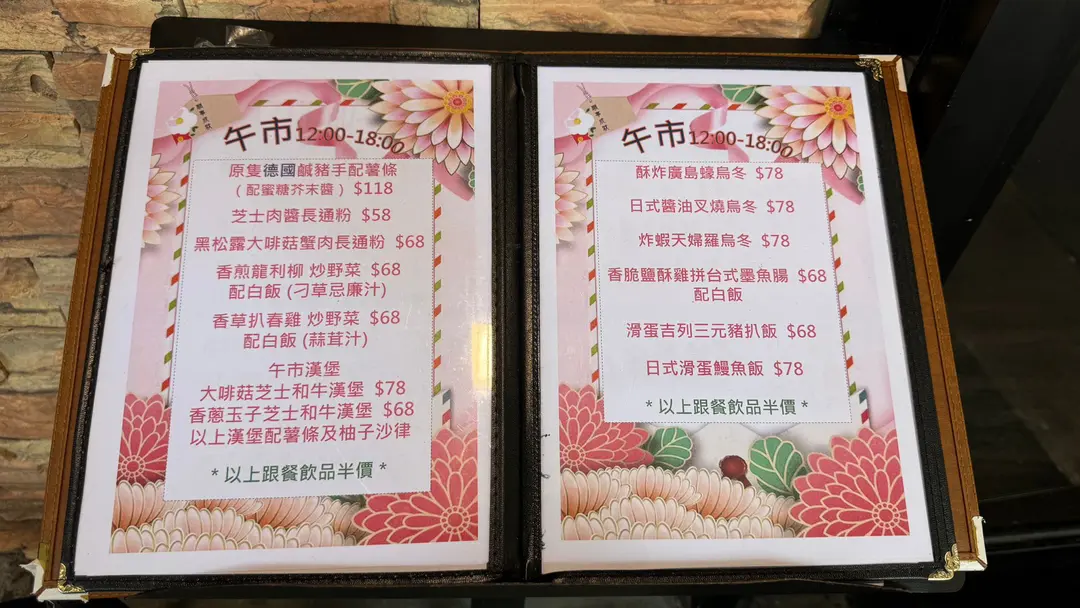 午市12:00-18:00
原隻德國鹹豬手配薯條
（配蜜糖芥末醬）$118
芝士肉醬長通粉 $58
黑松露大啡菇蟹肉長通粉 $68
香煎龍利柳 炒野菜 $68
配白飯 (刁草忌廉汁)
香草扒春雞 炒野菜 $68
配白飯 (蒜茸汁)
午市漢堡
大啡菇芝士和牛漢堡 $78
香蔥玉子芝士和牛漢堡 $68
以上漢堡配薯條及柚子沙律
*以上跟餐飲品半價*
午市12:00-18:00
酥炸廣島蠔烏冬 $78
日式醬油叉燒烏冬 $78
炸蝦天婦羅烏冬 $78
香脆鹽酥雞拼台式墨魚腸 $68
配白飯
滑蛋吉列三元豬扒飯 $68
日式滑蛋鰻魚飯 $78
*以上跟餐飲品半價*